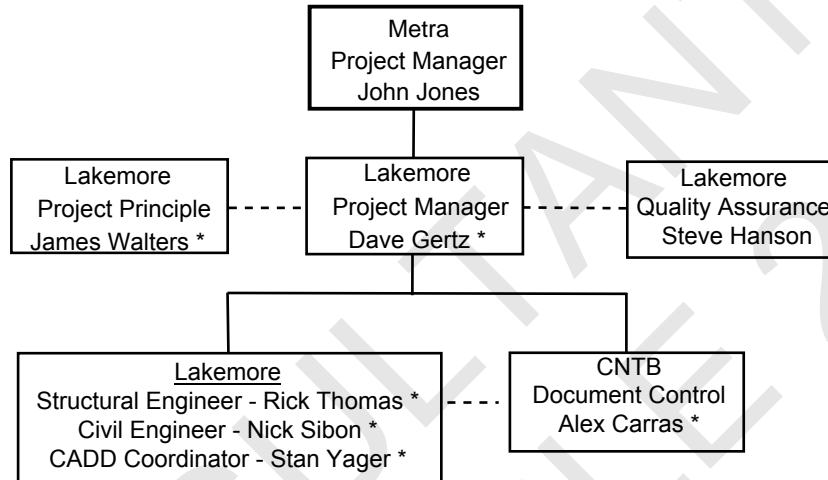 Metra
Project Manager
John Jones
Lakemore
Project Principle
James Walters *
Lakemore
Project Manager
Dave Gertz *
Lakemore
Quality Assurance
Steve Hanson
Lakemore
Structural Engineer - Rick Thomas *
Civil Engineer - Nick Sibon *
CADD Coordinator - Stan Yager *
CNTB
Document Control
Alex Carras *